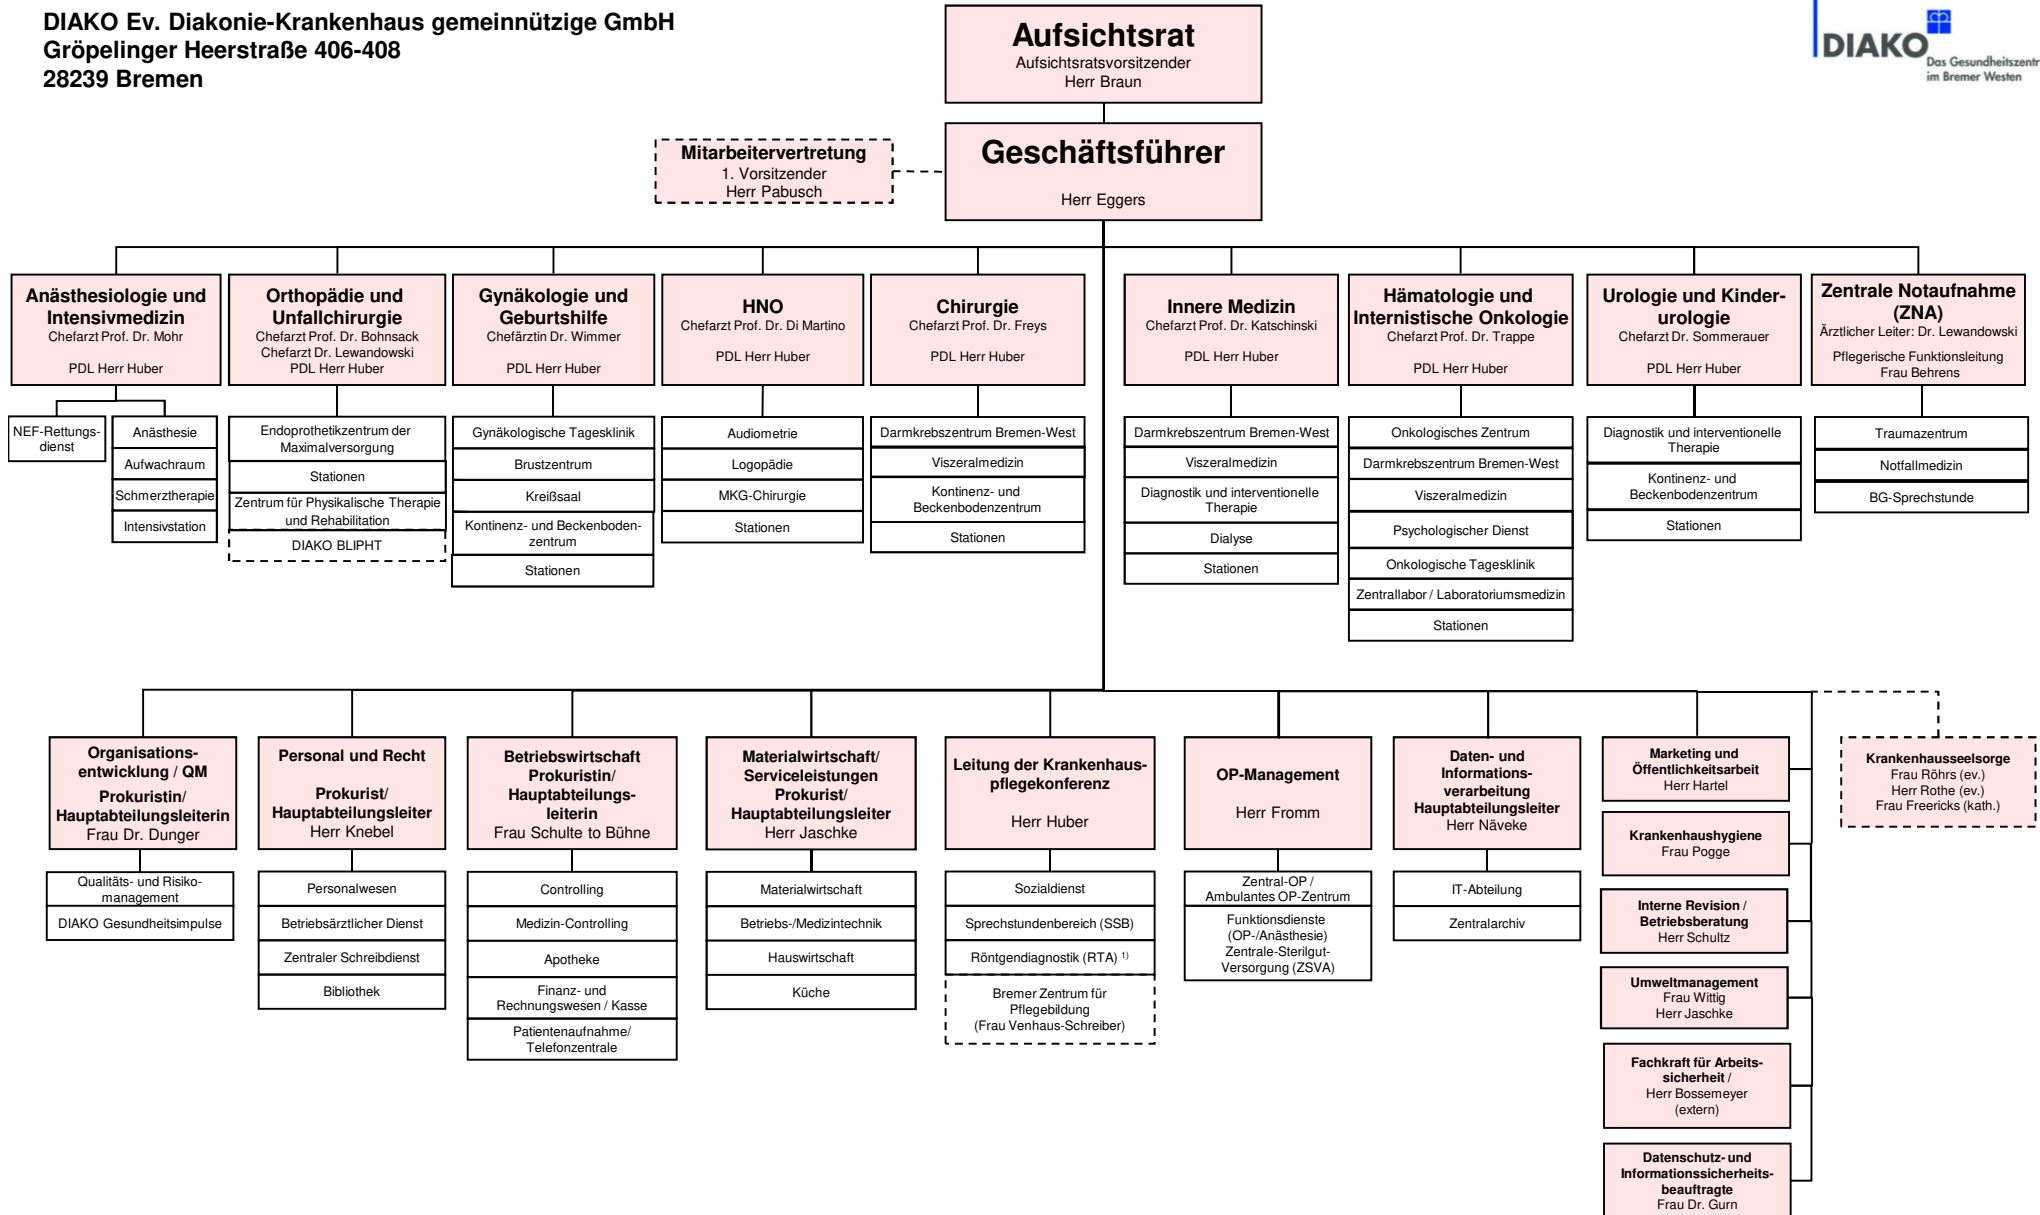 DIAKO Ev. Diakonie-Krankenhaus gemeinnützige GmbH
Gröpelinger Heerstraße 406-408
28239 Bremen
Aufsichtsrat
Aufsichtsratsvorsitzender
Herr Braun
DIAKO
Das Gesundheitszentr
im Bremer Westen
Mitarbeitervertretung
1. Vorsitzender
Herr Pabusch
Geschäftsführer
Herr Eggers
Anästhesiologie und
Intensivmedizin
Chefarzt Prof. Dr. Mohr
PDL Herr Huber
NEF-Rettungs-
dienst
Anästhesie
Aufwachraum
Schmerztherapie
Intensivstation
Orthopädie und
Unfallchirurgie
Chefarzt Prof. Dr. Bohnsack
Chefarzt Dr. Lewandowski
PDL Herr Huber
Endoprothetikzentrum der
Maximalversorgung
Stationen
Zentrum für Physikalische Therapie
und Rehabilitation
DIAKO BLIPHT
Gynäkologie und
Geburtshilfe
Chefärztin Dr. Wimmer
PDL Herr Huber
Gynäkologische Tagesklinik
Brustzentrum
Kreißsaal
Kontinenz- und Beckenboden-
zentrum
Stationen
HNO
Chefarzt Prof. Dr. Di Martino
PDL Herr Huber
Audiometrie
Logopädie
MKG-Chirurgie
Stationen
Chirurgie
Chefarzt Prof. Dr. Freys
PDL Herr Huber
Darmkrebszentrum Bremen-West
Viszeralmedizin
Kontinenz- und
Beckenbodenzentrum
Stationen
Innere Medizin
Chefarzt Prof. Dr. Katschinski
PDL Herr Huber
Darmkrebszentrum Bremen-West
Viszeralmedizin
Diagnostik und interventionelle
Therapie
Dialyse
Stationen
Hämatologie und
Internistische Onkologie
Chefarzt Prof. Dr. Trappe
PDL Herr Huber
Onkologisches Zentrum
Darmkrebszentrum Bremen-West
Viszeralmedizin
Psychologischer Dienst
Onkologische Tagesklinik
Zentrallabor / Laboratoriumsmedizin
Stationen
Urologie und Kinder-
urologie
Chefarzt Dr. Sommerauer
PDL Herr Huber
Diagnostik und interventionelle
Therapie
Kontinenz- und
Beckenbodenzentrum
Stationen
Zentrale Notaufnahme
(ZNA)
Ärztlicher Leiter: Dr. Lewandowski
Pflegerische Funktionsleitung
Frau Behrens
Traumazentrum
Notfallmedizin
BG-Sprechstunde
Organisations-
entwicklung / QM
Prokuristin/
Hauptabteilungsleiterin
Frau Dr. Dunger
Qualitäts- und Risiko-
management
DIAKO Gesundheitsimpulse
Personal und Recht
Prokurist/
Hauptabteilungsleiter
Herr Knebel
Personalwesen
Betriebsärztlicher Dienst
Zentraler Schreibdienst
Bibliothek
Betriebswirtschaft
Prokuristin/
Hauptabteilungs-
leiterin
Frau Schulte to Bühne
Controlling
Medizin-Controlling
Apotheke
Finanz- und
Rechnungswesen / Kasse
Patientenaufnahme/
Telefonzentrale
Materialwirtschaft/
Serviceleistungen
Prokurist/
Hauptabteilungsleiter
Herr Jaschke
Materialwirtschaft
Betriebs-/Medizintechnik
Hauswirtschaft
Küche
Leitung der Krankenhaus-
pflegekonferenz
Herr Huber
Sozialdienst
Sprechstundenbereich (SSB)
Röntgendiagnostik (RTA) 1)
Bremer Zentrum für
Pflegebildung
(Frau Venhaus-Schreiber)
OP-Management
Herr Fromm
Zentral-OP /
Ambulantes OP-Zentrum
Funktionsdienste
(OP-/Anästhesie)
Zentrale-Sterilgut-
Versorgung (ZSVA)
Daten- und
Informations-
verarbeitung
Hauptabteilungsleiter
Herr Näveke
IT-Abteilung
Zentralarchiv
Marketing und
Öffentlichkeitsarbeit
Herr Hartel
Krankenhaushygiene
Frau Pogge
Interne Revision /
Betriebsberatung
Herr Schultz
Umweltmanagement
Frau Wittig
Herr Jaschke
Fachkraft für Arbeits-
sicherheit /
Herr Bossemeyer
(extern)
Datenschutz- und
Informationssicherheits-
beauftragte
Frau Dr. Gurn
Krankenhausseelsorge
Frau Röhrs (ev.)
Herr Rothe (ev.)
Frau Freericks (kath.)